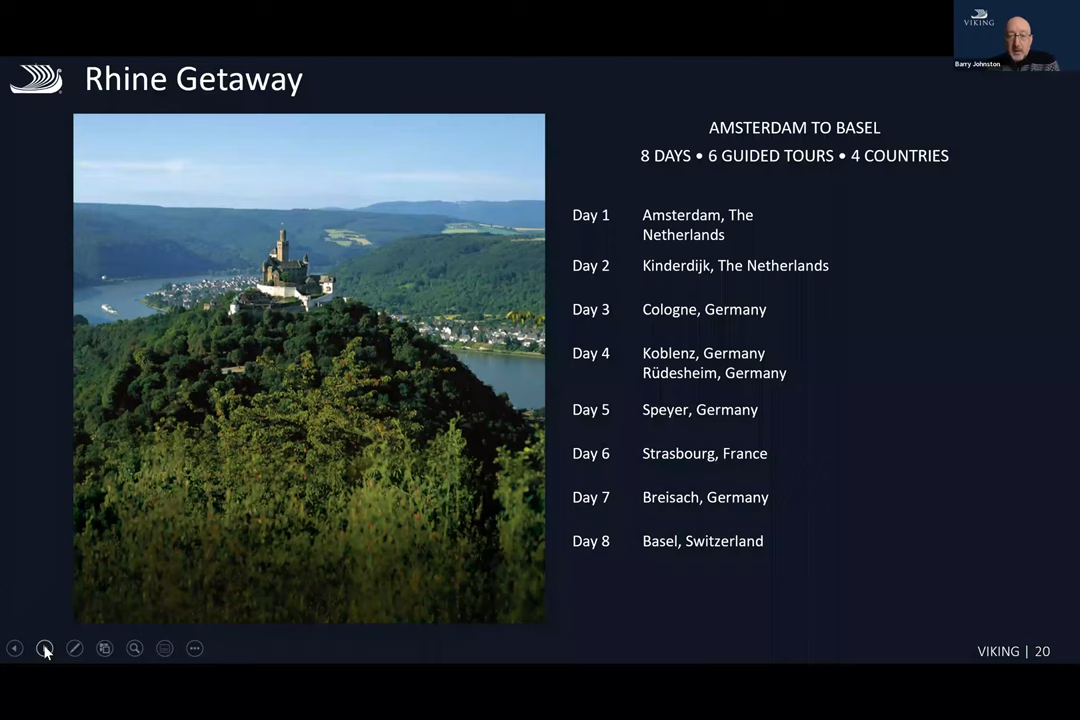 VIKING
Barry Johnston
Rhine Getaway
AMSTERDAM TO BASEL
8 DAYS • 6 GUIDED TOURS • 4 COUNTRIES
Day 1 Amsterdam, The
Netherlands
Day 2 Kinderdijk, The Netherlands
Day 3 Cologne, Germany
Day 4 Koblenz, Germany
Rüdesheim, Germany
Day 5 Speyer, Germany
Day 6 Strasbourg, France
Day 7 Breisach, Germany
Day 8 Basel, Switzerland
VIKING | 20